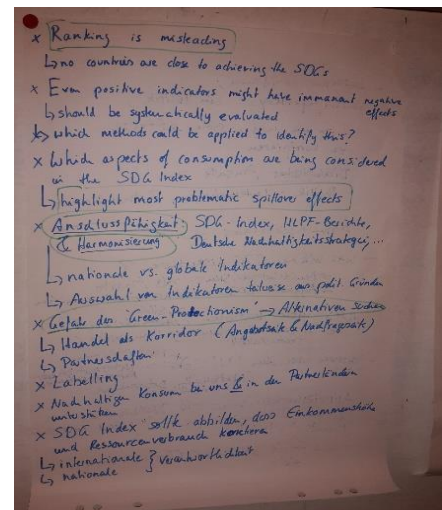 x Ranking is misleading
↳ no countries are close to achieving the SDGs
x Even positive indicators might have immanent negative effects
↳ should be systematically evaluated
↳ which methods could be applied to identify this?
x Which aspects of consumption are being considered
in the SDG Index
↳ highlight most problematic spillover effects
x Anschlussfähigkeit: SDG-Index, HLPF-Berichte,
& Harmonisierung Deutsche Nachhaltigkeitsstrategie, ...
↳ nationale vs. globale Indikatoren
↳ Auswahl von Indikatoren teilweise aus polit. Gründen
x Gefahr des "Green-Protectionism" → Alternativen suchen
↳ Handel als Korridor (Angebotsseite & Nachfrageseite)
↳ Partnerschaften
x Labelling
x Nachhaltigen Konsum bei uns & in den Partnerländern
unterstützen
x SDG Index sollte abbilden, dass Einkommenshöhe
und Ressourcenverbrauch
↳ internationale } Verantwortlichkeit
↳ nationale